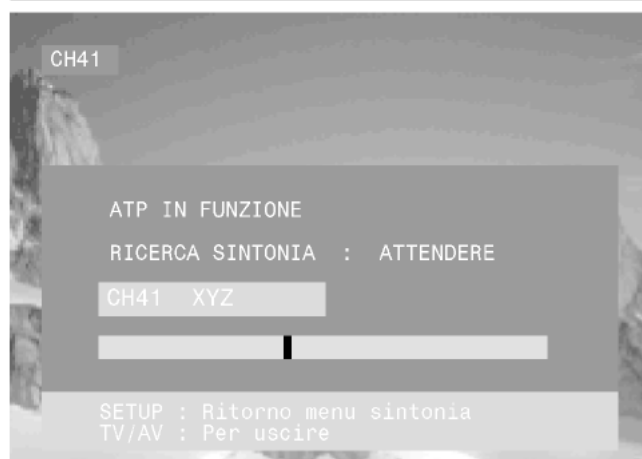 CH41
ATP IN FUNZIONE
RICERCA SINTONIA : ATTENDERE
CH41 XYZ
SETUP : Ritorno menu sintonia
TV/AV : Per uscire